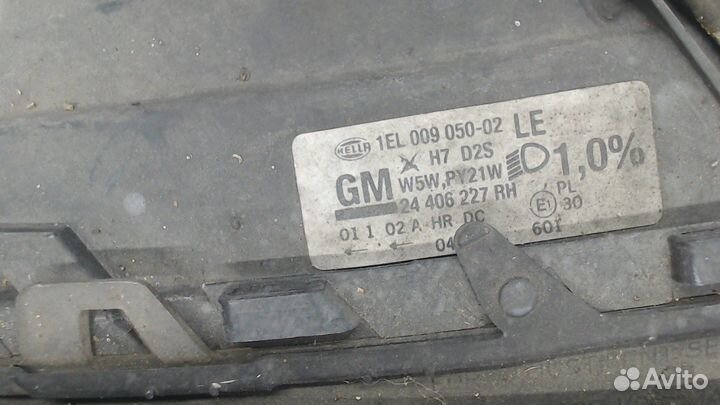 HELLA 1EL 009 050-02 LE
H7 D2S
GM W5W,PY21W 1,0%
24 406 227 RH
01 1 02 A HR DC E1 PL 30
04 601
Avito